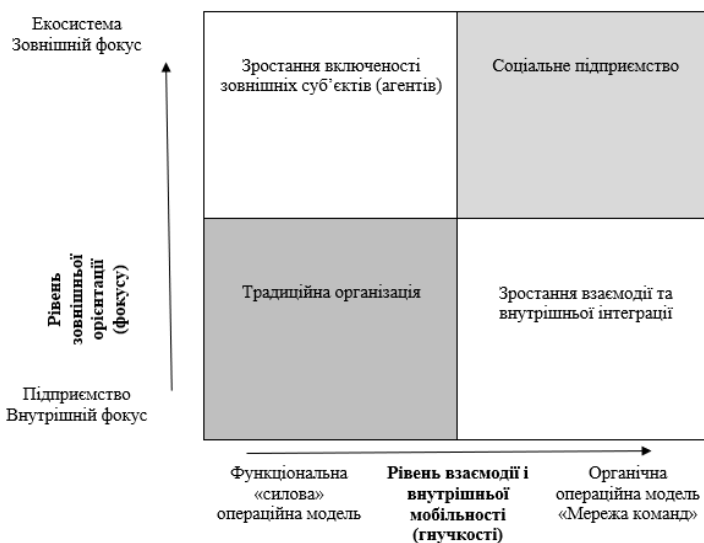 Екосистема
Зовнішній фокус
Зростання включеності
зовнішніх суб’єктів (агентів)
Соціальне підприємство
Рівень
зовнішньої
орієнтації
(фокусу)
Традиційна організація
Зростання взаємодії та
внутрішньої інтеграції
Підприємство
Внутрішній фокус
Функціональна
«силова»
операційна модель
Рівень взаємодії і
внутрішньої
мобільності
(гнучкості)
Органічна
операційна модель
«Мережа команд»